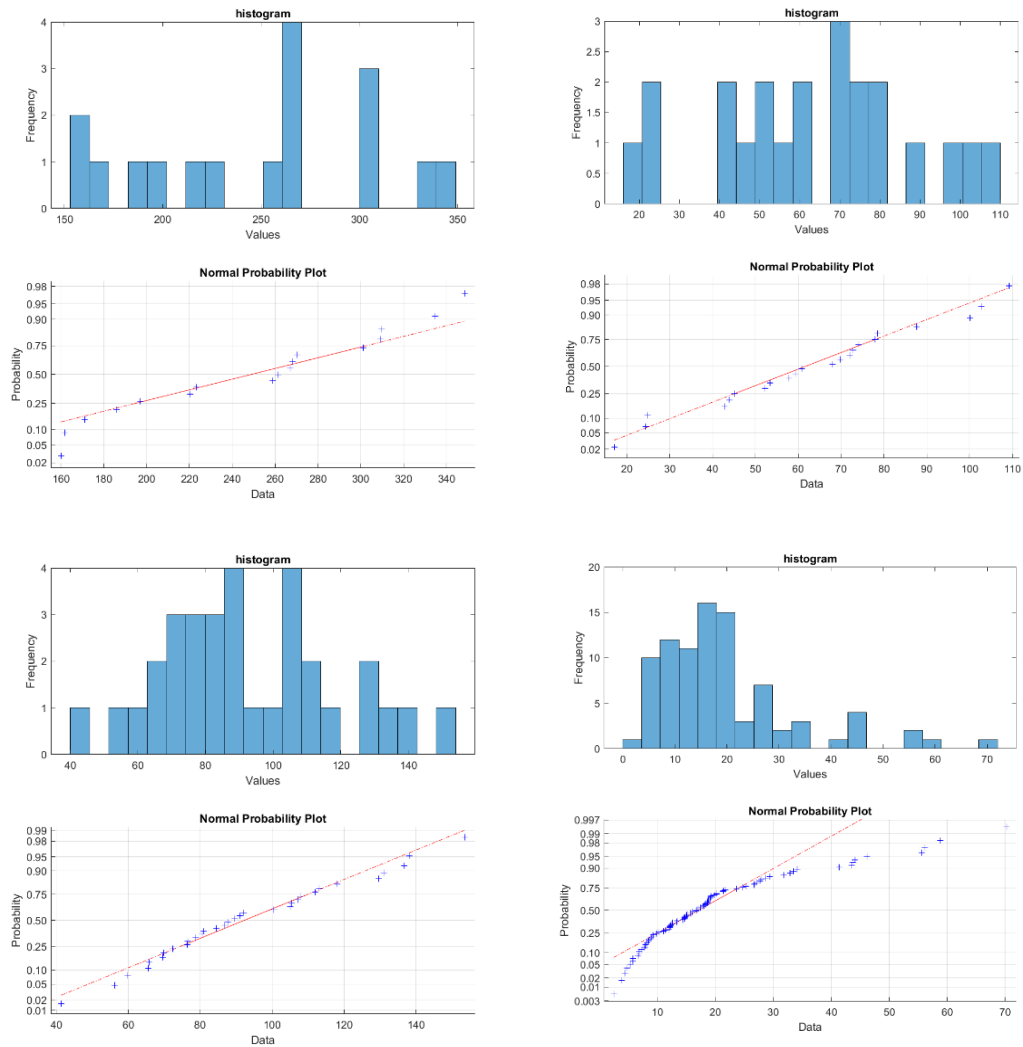 histogram
4
3
2
1
0
Frequency
150 200 250 300 350
Values
Normal Probability Plot
0.98
0.95
0.90
0.75
0.50
0.25
0.10
0.05
0.02
Probability
160 180 200 220 240 260 280 300 320 340
Data
histogram
3
2.5
2
1.5
1
0.5
0
Frequency
20 30 40 50 60 70 80 90 100 110
Values
Normal Probability Plot
0.98
0.95
0.90
0.75
0.50
0.25
0.10
0.05
0.02
Probability
20 30 40 50 60 70 80 90 100 110
Data
histogram
4
3
2
1
0
Frequency
40 60 80 100 120 140
Values
Normal Probability Plot
0.99
0.98
0.95
0.90
0.75
0.50
0.25
0.10
0.05
0.02
0.01
Probability
40 60 80 100 120 140
Data
histogram
20
15
10
5
0
Frequency
0 10 20 30 40 50 60 70
Values
Normal Probability Plot
0.997
0.99
0.98
0.95
0.90
0.75
0.50
0.25
0.10
0.05
0.02
0.01
0.003
Probability
10 20 30 40 50 60 70
Data